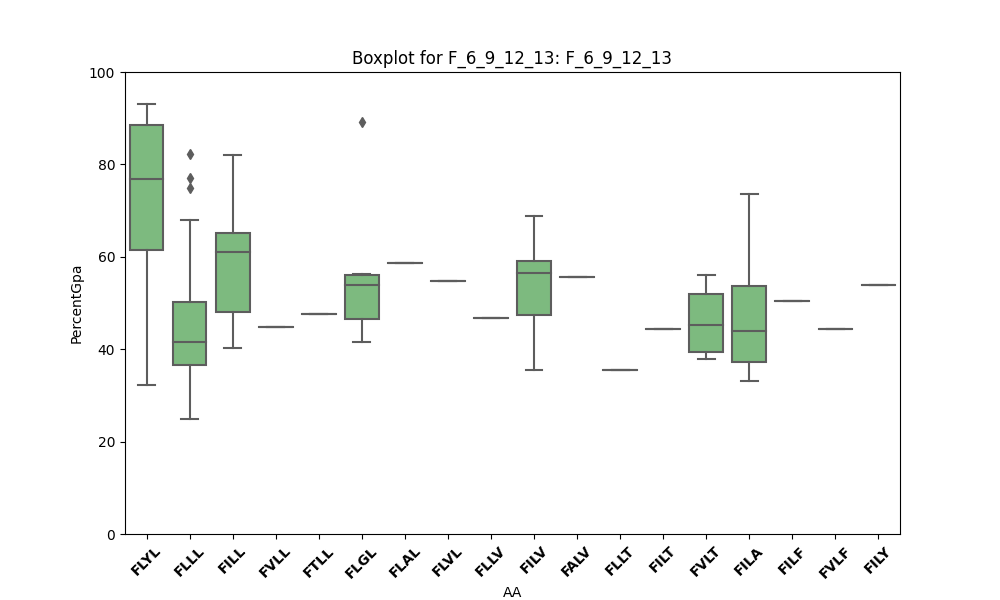 Boxplot for F_6_9_12_13: F_6_9_12_13
100
80
60
40
20
0
PercentGpa
FLYL FLLL FILL FVLL FTLL FLGL FLAL FLVL FLLV FILV FALV FLLT FILT FVLT FILA FILF FVLF FILY
AA